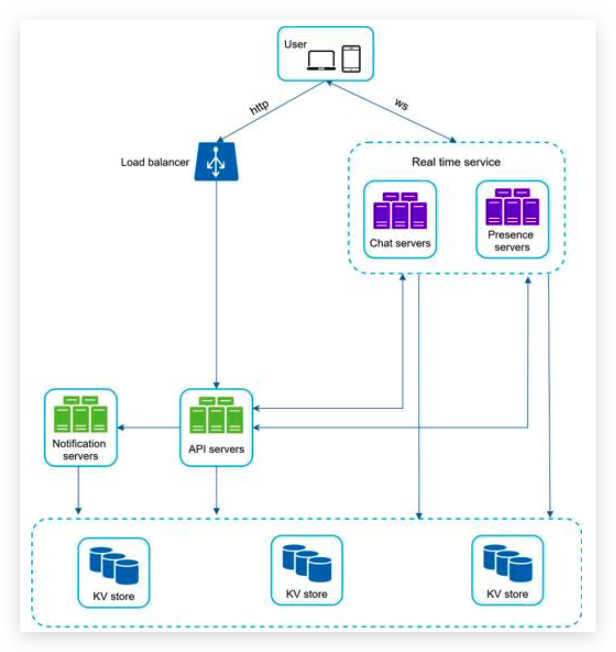 User
http
ws
Load balancer
Real time service
Chat servers
Presence
servers
Notification
servers
API servers
KV store
KV store
KV store